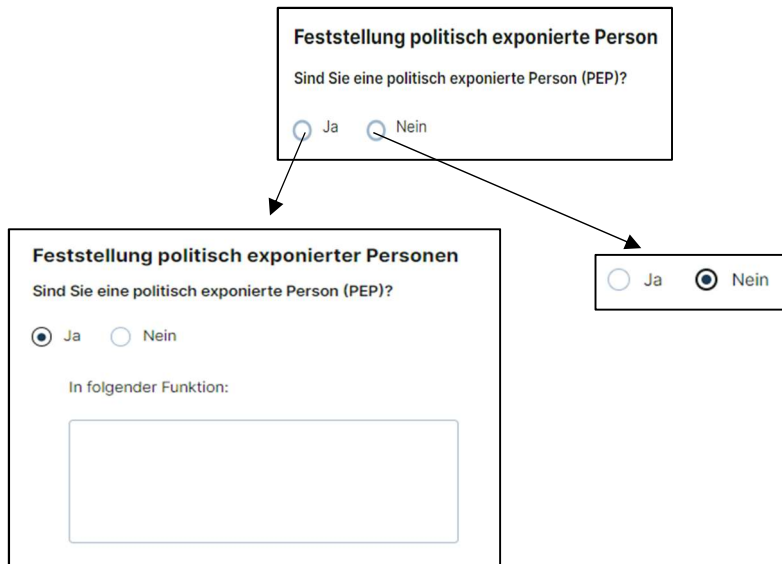 Feststellung politisch exponierte Person
Sind Sie eine politisch exponierte Person (PEP)?
Ja Nein
Feststellung politisch exponierter Personen
Sind Sie eine politisch exponierte Person (PEP)?
Ja Nein
In folgender Funktion:
Ja Nein